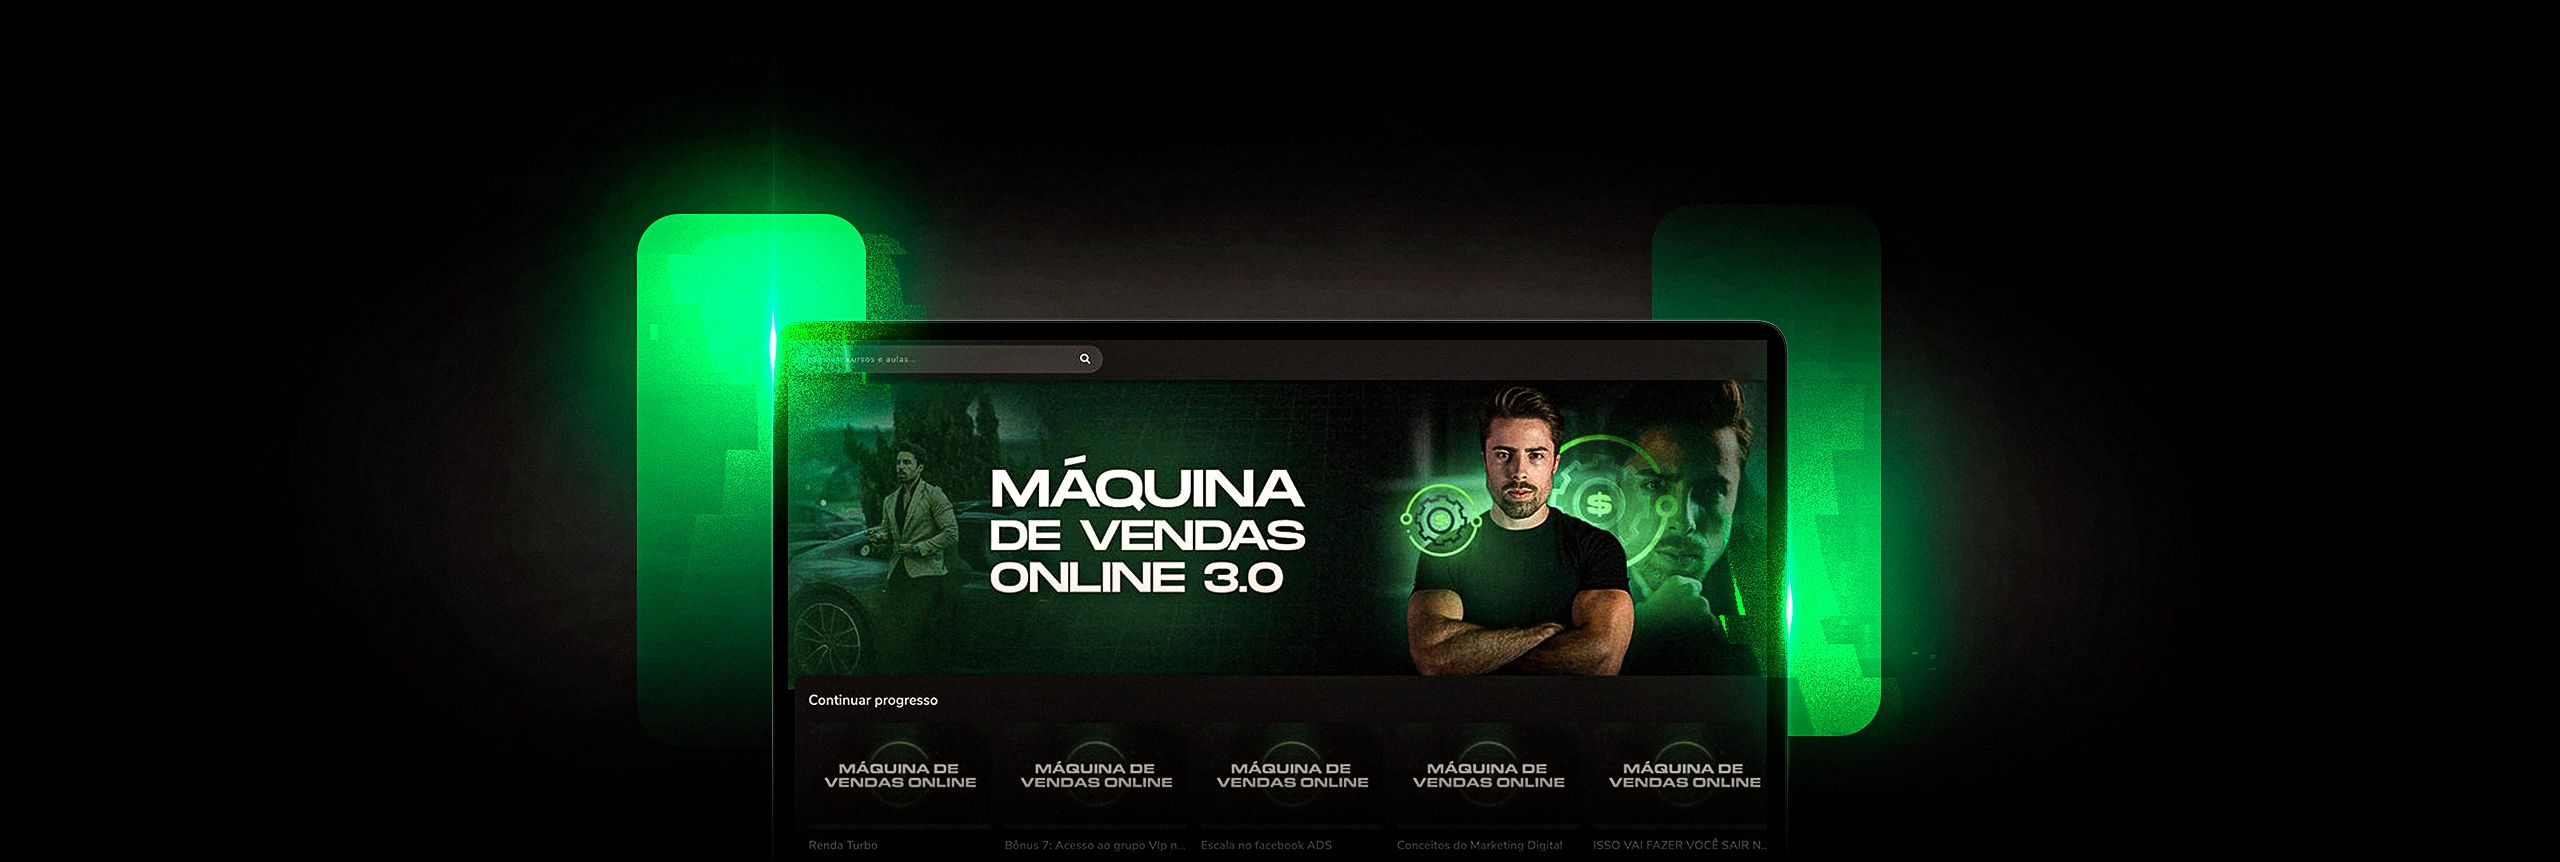 cursos e aulas...
MÁQUINA
DE VENDAS
ONLINE 3.0
$
Continuar progresso
MÁQUINA DE
VENDAS ONLINE
MÁQUINA DE
VENDAS ONLINE
MÁQUINA DE
VENDAS ONLINE
MÁQUINA DE
VENDAS ONLINE
MÁQUINA DE
VENDAS ONLINE
Renda Turbo
Bônus 7: Acesso ao grupo VIp n...
Escala no facebook ADS
Conceitos do Marketing Digital
ISSO VAI FAZER VOCÊ SAIR N...